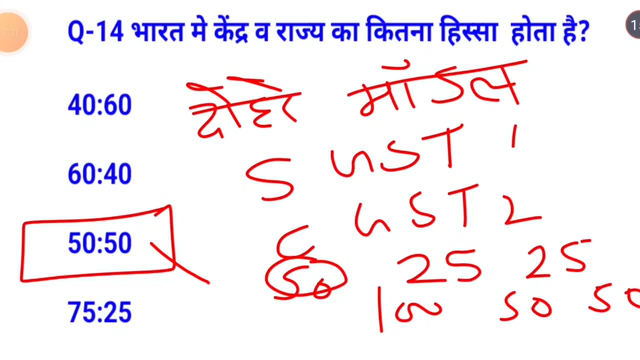 Q-14 भारत मे केंद्र व राज्य का कितना हिस्सा होता है?
40:60
दोहरे मॉडल
60:40
S GST 1
C GST 2
50:50
50 25 25
75:25
100 50 50